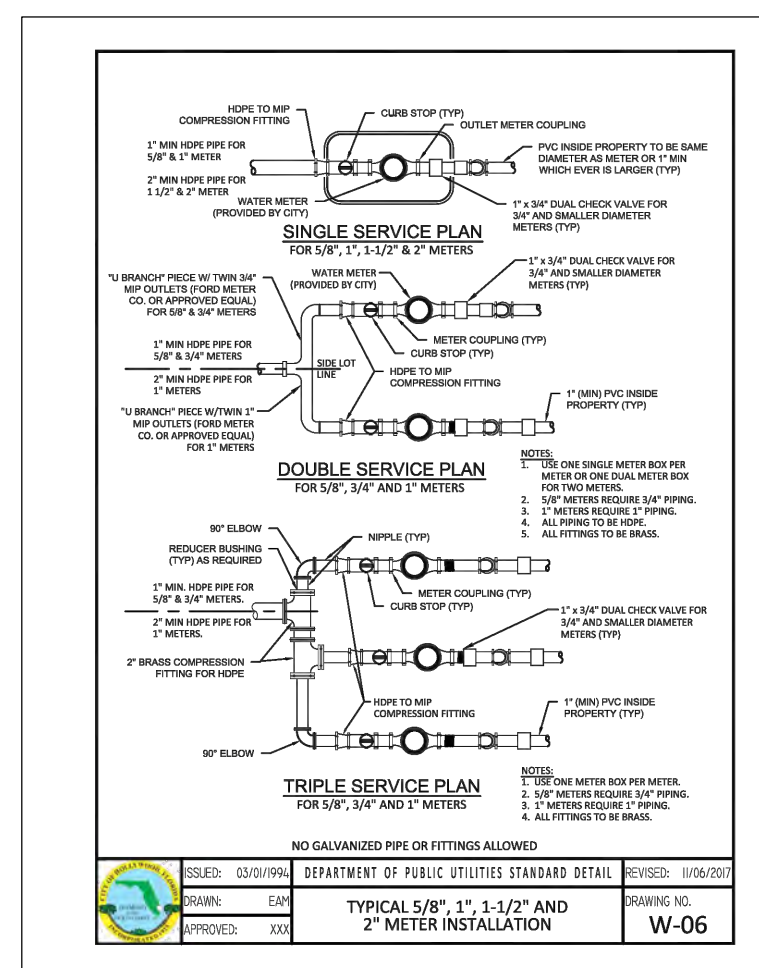 HDPE TO MIP
COMPRESSION FITTING
CURB STOP (TYP)
OUTLET METER COUPLING
1" MIN HDPE PIPE FOR
5/8" & 1" METER
2" MIN HDPE PIPE FOR
1 1/2" & 2" METER
PVC INSIDE PROPERTY TO BE SAME
DIAMETER AS METER OR 1" MIN
WHICH EVER IS LARGER (TYP)
WATER METER
(PROVIDED BY CITY)
1" x 3/4" DUAL CHECK VALVE FOR
3/4" AND SMALLER DIAMETER
METERS (TYP)
SINGLE SERVICE PLAN
FOR 5/8", 1", 1-1/2" & 2" METERS
"U BRANCH" PIECE W/ TWIN 3/4"
MIP OUTLETS (FORD METER
CO. OR APPROVED EQUAL)
FOR 5/8" & 3/4" METERS
WATER METER
(PROVIDED BY CITY)
1" x 3/4" DUAL CHECK VALVE FOR
3/4" AND SMALLER DIAMETER
METERS (TYP)
METER COUPLING (TYP)
CURB STOP (TYP)
1" MIN HDPE PIPE FOR
5/8" & 3/4" METERS
2" MIN HDPE PIPE FOR
1" METERS
SIDE LOT
LINE
HDPE TO MIP
COMPRESSION FITTING
"U BRANCH" PIECE W/TWIN 1"
MIP OUTLETS (FORD METER
CO. OR APPROVED EQUAL)
FOR 1" METERS
1" (MIN) PVC INSIDE
PROPERTY (TYP)
DOUBLE SERVICE PLAN
FOR 5/8", 3/4" AND 1" METERS
NOTES:
1. USE ONE SINGLE METER BOX PER
METER OR ONE DUAL METER BOX
FOR TWO METERS.
2. 5/8" METERS REQUIRE 3/4" PIPING.
3. 1" METERS REQUIRE 1" PIPING.
4. ALL PIPING TO BE HDPE.
5. ALL FITTINGS TO BE BRASS.
90° ELBOW
NIPPLE (TYP)
REDUCER BUSHING
(TYP) AS REQUIRED
1" MIN. HDPE PIPE FOR
5/8" & 3/4" METERS.
2" MIN HDPE PIPE FOR
1" METERS.
METER COUPLING (TYP)
CURB STOP (TYP)
1" x 3/4" DUAL CHECK VALVE FOR
3/4" AND SMALLER DIAMETER
METERS (TYP)
2" BRASS COMPRESSION
FITTING FOR HDPE
HDPE TO MIP
COMPRESSION FITTING
1" (MIN) PVC INSIDE
PROPERTY (TYP)
90° ELBOW
TRIPLE SERVICE PLAN
FOR 5/8", 3/4" AND 1" METERS
NOTES:
1. USE ONE METER BOX PER METER.
2. 5/8" METERS REQUIRE 3/4" PIPING.
3. 1" METERS REQUIRE 1" PIPING.
4. ALL FITTINGS TO BE BRASS.
NO GALVANIZED PIPE OR FITTINGS ALLOWED
CITY OF HOLLYWOOD, FLORIDA
INCORPORATED 1925
ISSUED: 03/01/1994
DEPARTMENT OF PUBLIC UTILITIES STANDARD DETAIL
REVISED: 11/06/2017
DRAWN: EAM
TYPICAL 5/8", 1", 1-1/2" AND
2" METER INSTALLATION
DRAWING NO.
W-06
APPROVED: XXX